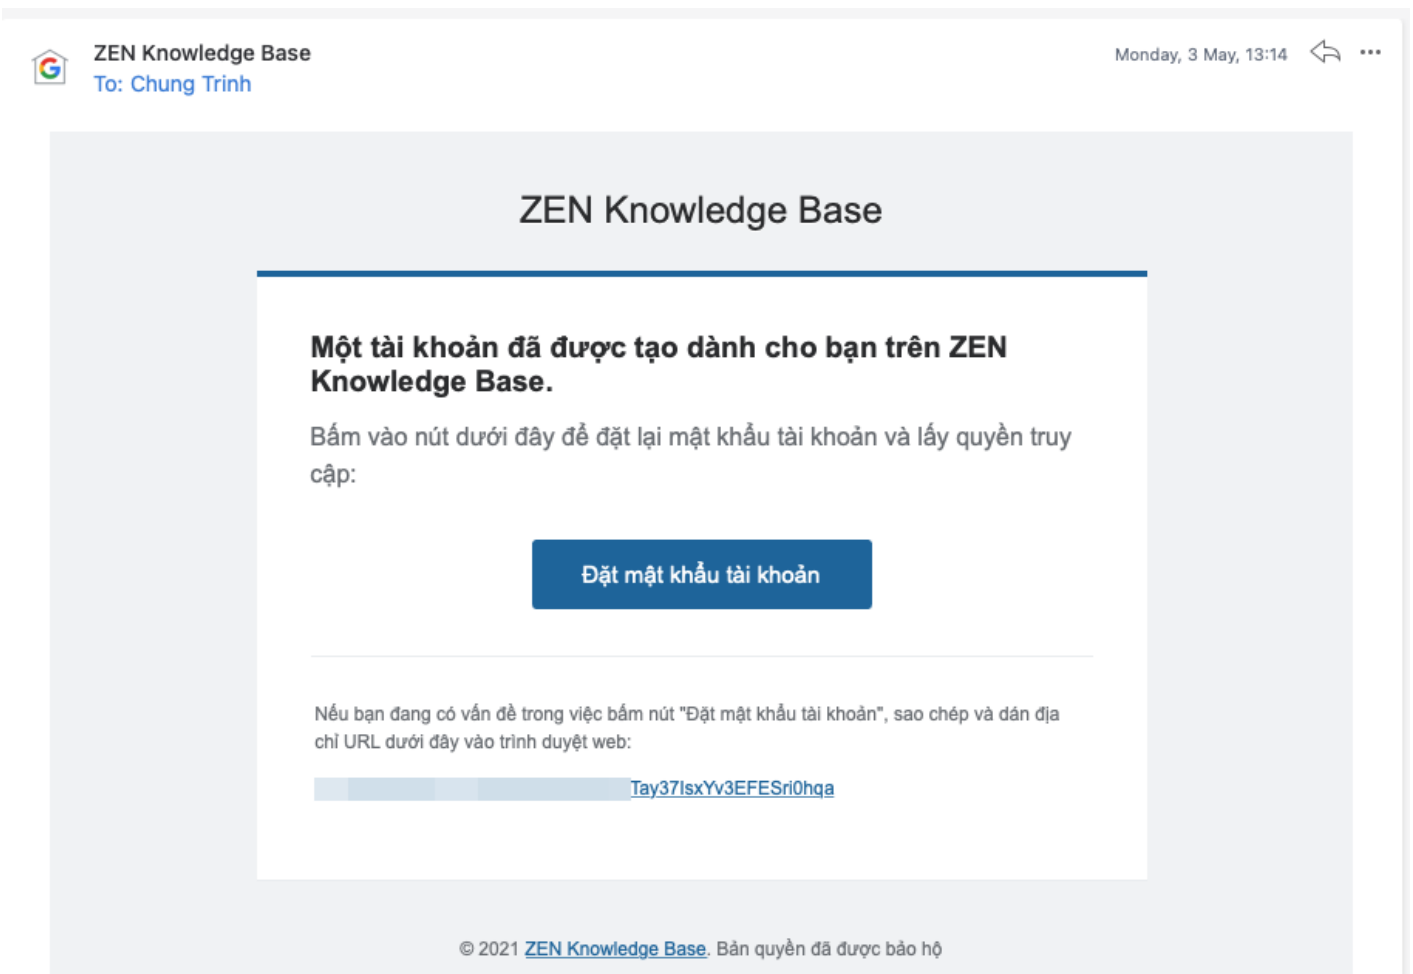 ZEN Knowledge Base
Monday, 3 May, 13:14
To: Chung Trinh
ZEN Knowledge Base
Một tài khoản đã được tạo dành cho bạn trên ZEN
Knowledge Base.
Bấm vào nút dưới đây để đặt lại mật khẩu tài khoản và lấy quyền truy
cập:
Đặt mật khẩu tài khoản
Nếu bạn đang có vấn đề trong việc bấm nút "Đặt mật khẩu tài khoản", sao chép và dán địa
chỉ URL dưới đây vào trình duyệt web:
Tay37IsxYv3EFESri0hqa
© 2021 ZEN Knowledge Base. Bản quyền đã được bảo hộ